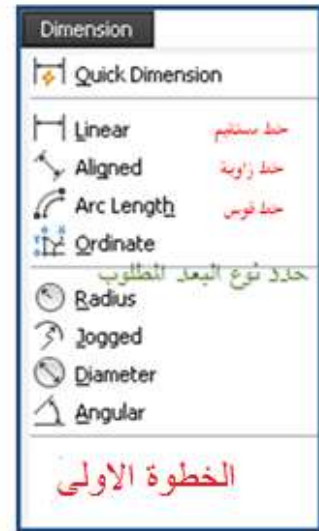 Dimension
Quick Dimension
Linear خط مستقيم
Aligned خط زاوية
Arc Length خط قوس
Ordinate
حدد نوع البعد المطلوب
Radius
Jogged
Diameter
Angular
الخطوة الاولى